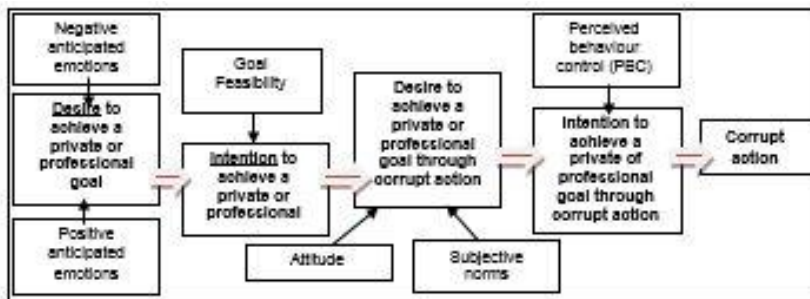 Negative
anticipated
emotions
Desire to
achieve a
private or
professional
goal
Positive
anticipated
emotions
Goal
Feasibility
Intention to
achieve a
private or
professional
Attitude
Desire to
achieve a
private or
professional
goal through
corrupt action
Subjective
norms
Perceived
behaviour
control (PBC)
Intention to
achieve a
private of
professional
goal through
corrupt action
Corrupt
action